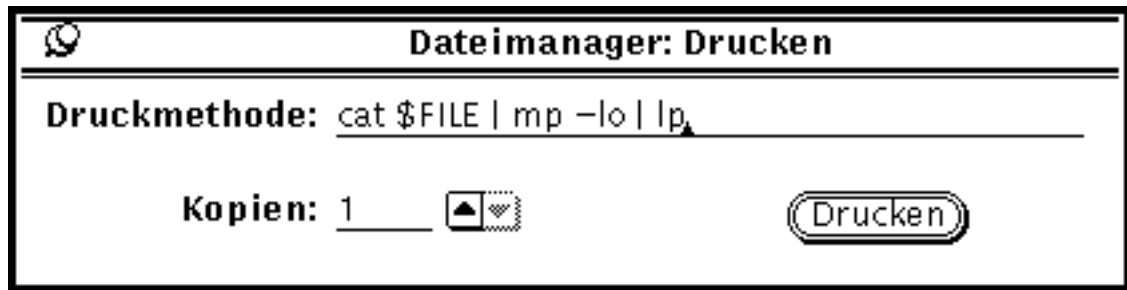 Dateimanager: Drucken
Druckmethode: cat $FILE | mp –lo | lp
Kopien: 1 Drucken